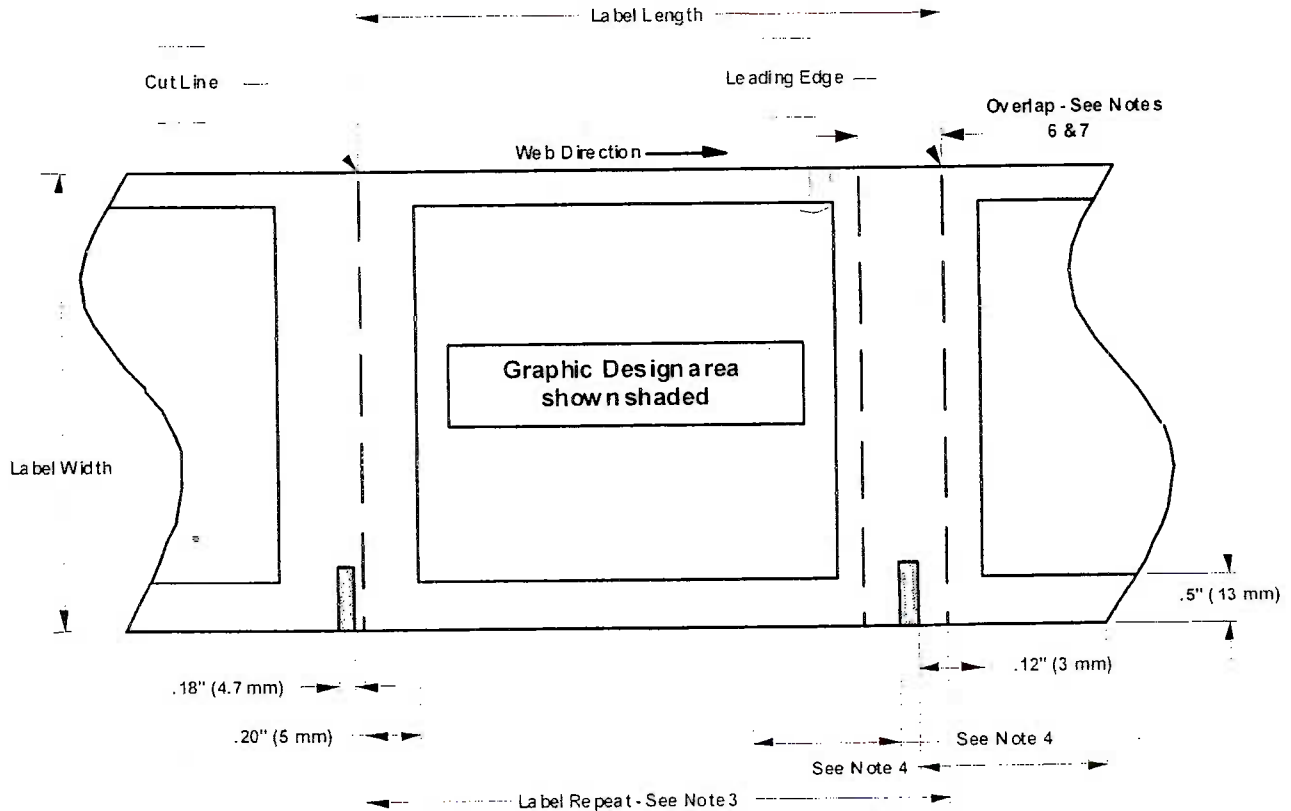 Label Length
Cut Line
Leading Edge
Overlap - See Notes
6 & 7
Web Direction
Graphic Design area
shown shaded
Label Width
.5" (13 mm)
.12" (3 mm)
.18" (4.7 mm)
.20" (5 mm)
See Note 4
See Note 4
Label Repeat - See Note 3